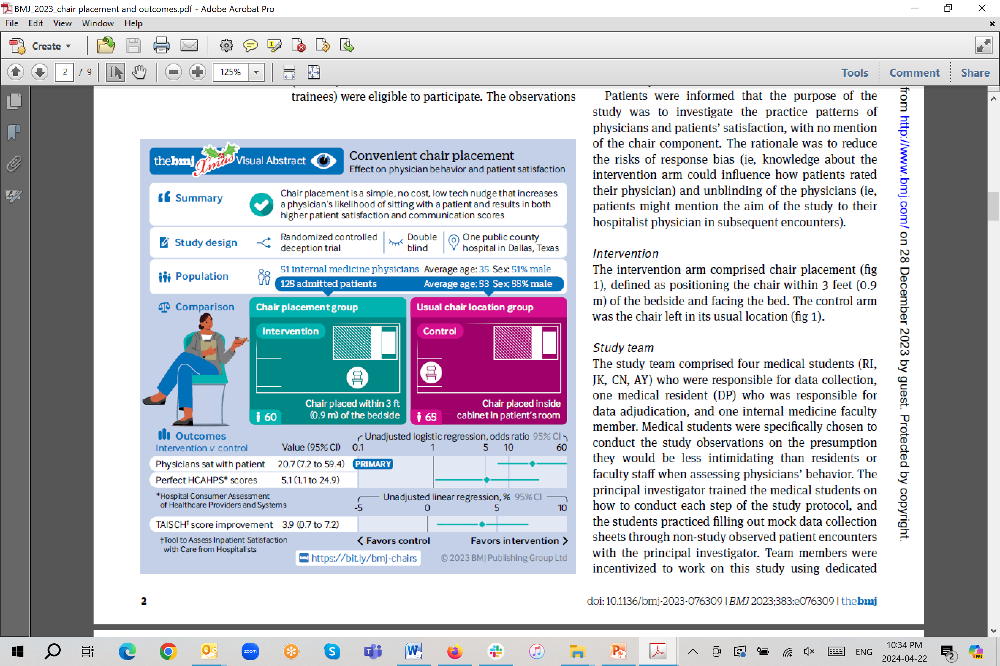 BMJ_2023_chair placement and outcomes.pdf - Adobe Acrobat Pro
File Edit View Window Help
Create
2 / 9
125%
Tools
Comment
Share
trainees) were eligible to participate. The observations
thebmj Xmas Visual Abstract
Convenient chair placement
Effect on physician behavior and patient satisfaction
Summary
Chair placement is a simple, no cost, low tech nudge that increases
a physician's likelihood of sitting with a patient and results in both
higher patient satisfaction and communication scores
Study design
Randomized controlled
deception trial
Double
blind
One public county
hospital in Dallas, Texas
Population
51 internal medicine physicians Average age: 35 Sex: 51% male
125 admitted patients Average age: 53 Sex: 55% male
Comparison
Chair placement group
Intervention
Chair placed within 3 ft
(0.9 m) of the bedside
60
Usual chair location group
Control
Chair placed inside
cabinet in patient's room
65
Outcomes
Intervention v control
Value (95% CI)
Unadjusted logistic regression, odds ratio 95% CI
0.1 1 5 10 60
Physicians sat with patient 20.7 (7.2 to 59.4) PRIMARY
Perfect HCAHPS* scores 5.1 (1.1 to 24.9)
*Hospital Consumer Assessment
of Healthcare Providers and Systems
Unadjusted linear regression, % 95% CI
-5 0 5 10
TAISCH† score improvement 3.9 (0.7 to 7.2)
†Tool to Assess Inpatient Satisfaction
with Care from Hospitalists
< Favors control Favors intervention >
bmj https://bit.ly/bmj-chairs
© 2023 BMJ Publishing Group Ltd
Patients were informed that the purpose of the
study was to investigate the practice patterns of
physicians and patients' satisfaction, with no mention
of the chair component. The rationale was to reduce
the risks of response bias (ie, knowledge about the
intervention arm could influence how patients rated
their physician) and unblinding of the physicians (ie,
patients might mention the aim of the study to their
hospitalist physician in subsequent encounters).
Intervention
The intervention arm comprised chair placement (fig
1), defined as positioning the chair within 3 feet (0.9
m) of the bedside and facing the bed. The control arm
was the chair left in its usual location (fig 1).
Study team
The study team comprised four medical students (RI,
JK, CN, AY) who were responsible for data collection,
one medical resident (DP) who was responsible for
data adjudication, and one internal medicine faculty
member. Medical students were specifically chosen to
conduct the study observations on the presumption
they would be less intimidating than residents or
faculty staff when assessing physicians' behavior. The
principal investigator trained the medical students on
how to conduct each step of the study protocol, and
the students practiced filling out mock data collection
sheets through non-study observed patient encounters
with the principal investigator. Team members were
incentivized to work on this study using dedicated
from http://www.bmj.com/ on 28 December 2023 by guest. Protected by copyright.
2
doi: 10.1136/bmj-2023-076309 | BMJ 2023;383:e076309 | thebmj
zoom
ENG
10:34 PM
2024-04-22
2
PRE